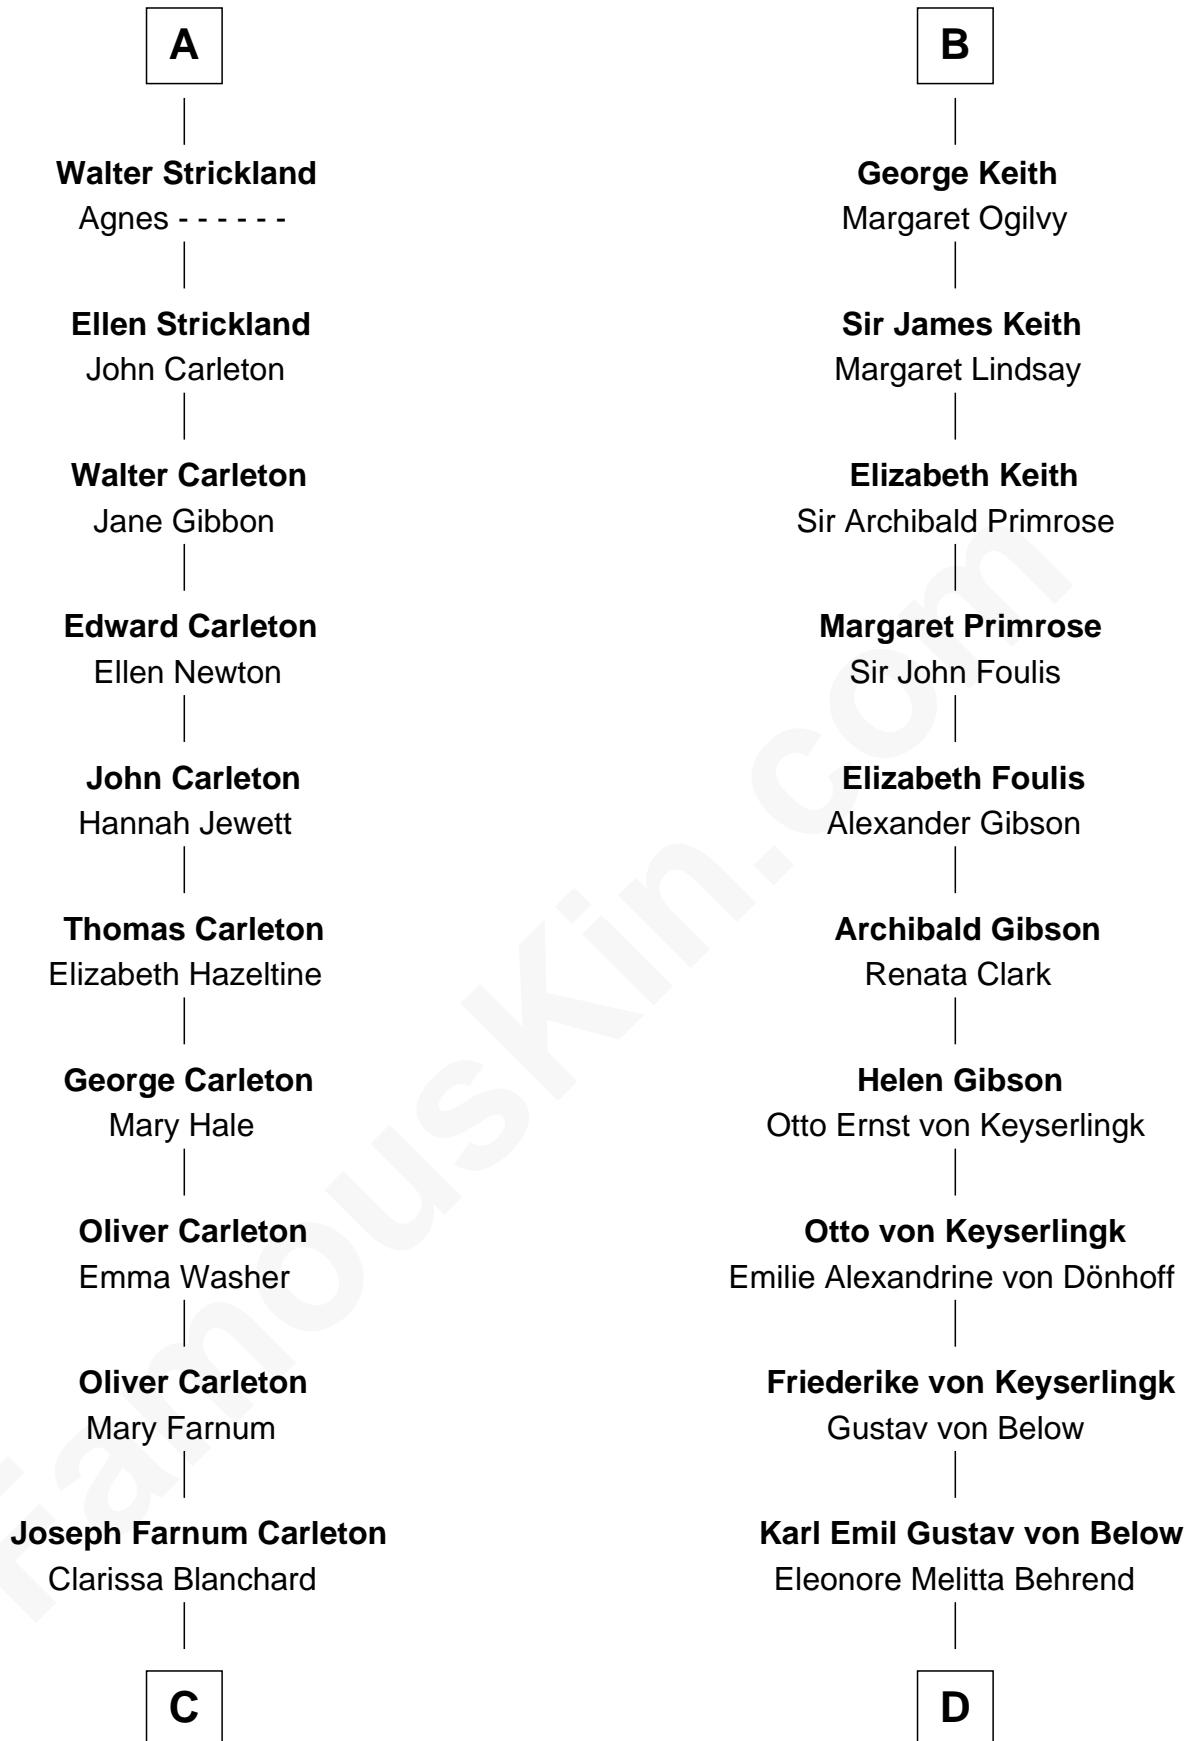 A
Walter Strickland
Agnes - - - - - -
Ellen Strickland
John Carleton
Walter Carleton
Jane Gibbon
Edward Carleton
Ellen Newton
John Carleton
Hannah Jewett
Thomas Carleton
Elizabeth Hazeltine
George Carleton
Mary Hale
Oliver Carleton
Emma Washer
Oliver Carleton
Mary Farnum
Joseph Farnum Carleton
Clarissa Blanchard
C
B
George Keith
Margaret Ogilvy
Sir James Keith
Margaret Lindsay
Elizabeth Keith
Sir Archibald Primrose
Margaret Primrose
Sir John Foulis
Elizabeth Foulis
Alexander Gibson
Archibald Gibson
Renata Clark
Helen Gibson
Otto Ernst von Keyserlingk
Otto von Keyserlingk
Emilie Alexandrine von Dönhoff
Friederike von Keyserlingk
Gustav von Below
Karl Emil Gustav von Below
Eleonore Melitta Behrend
D
FamousKin.com